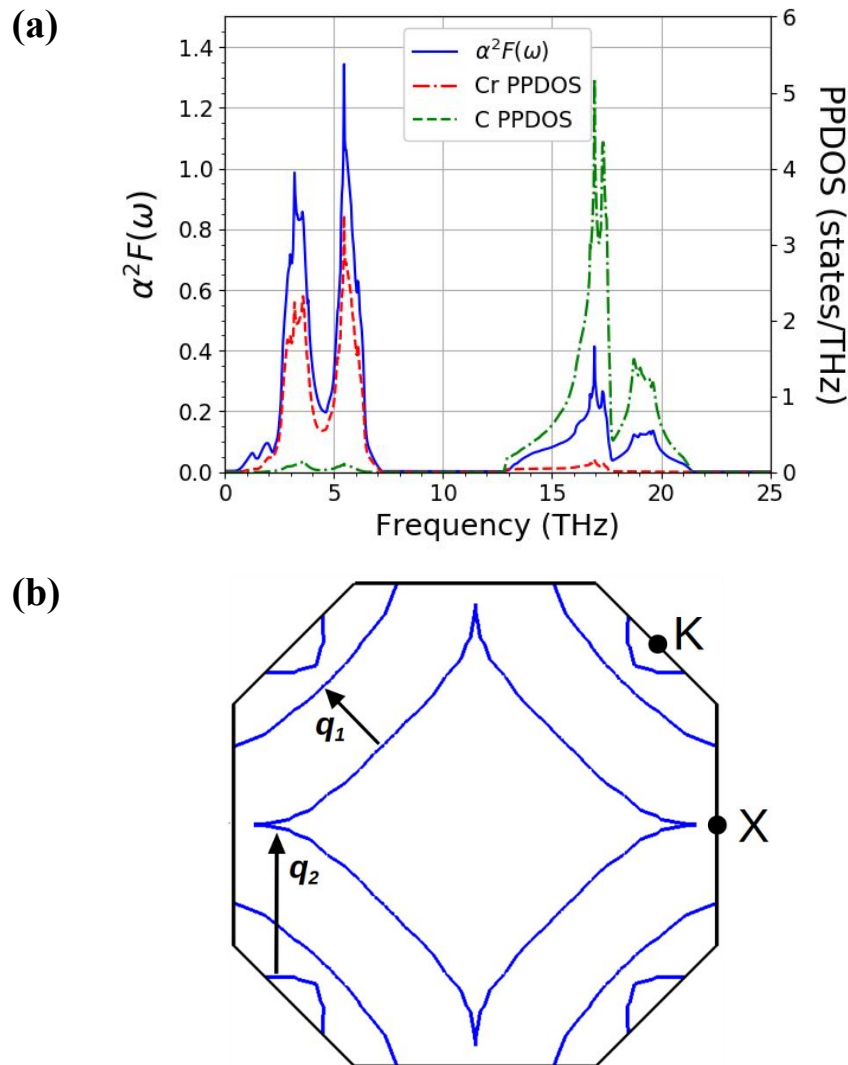 (a)
α²F(ω)
Cr PPDOS
C PPDOS
1.4
1.2
1.0
0.8
0.6
0.4
0.2
0.0
α²F(ω)
6
5
4
3
2
1
0
PPDOS (states/THz)
0 5 10 15 20 25
Frequency (THz)
(b)
K
q₁
X
q₂